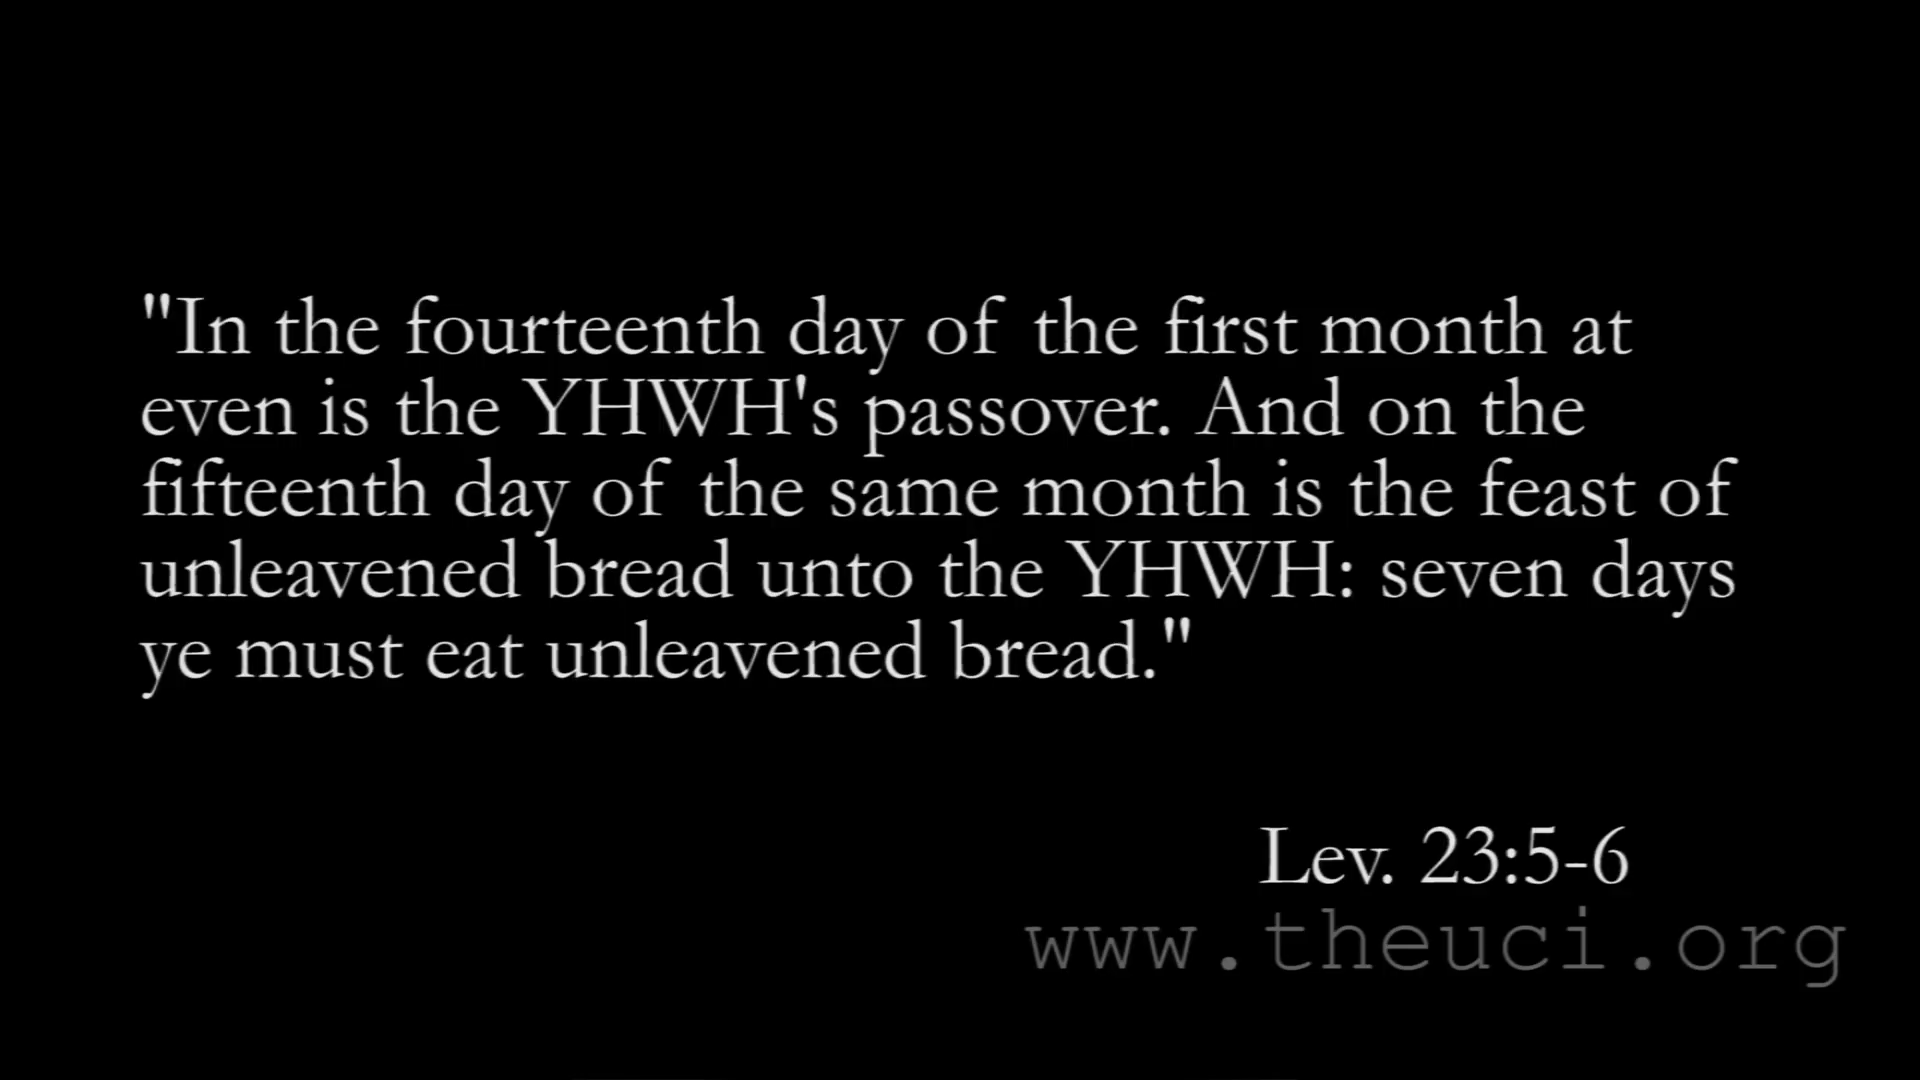 "In the fourteenth day of the first month at
even is the YHWH's passover. And on the
fifteenth day of the same month is the feast of
unleavened bread unto the YHWH: seven days
ye must eat unleavened bread."
Lev. 23:5-6
www.theuci.org